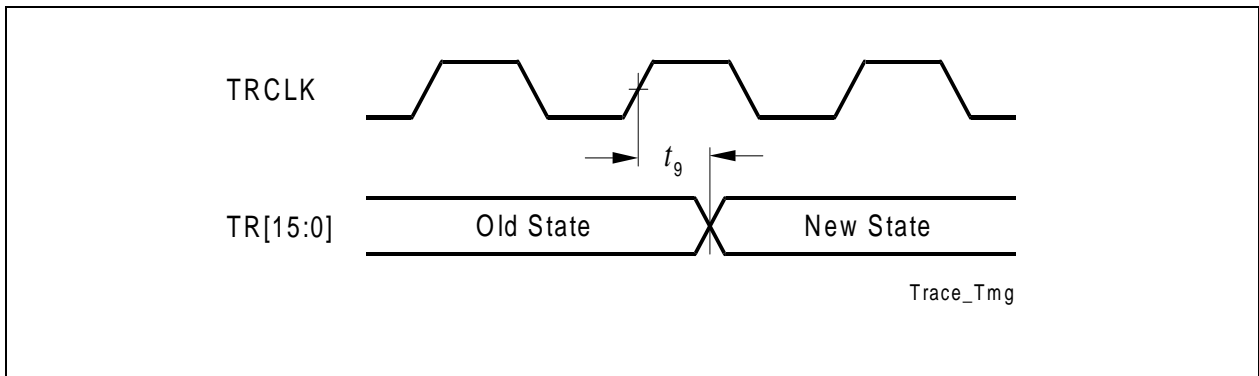 TRCLK
t9
TR[15:0]
Old State
New State
Trace_Tmg